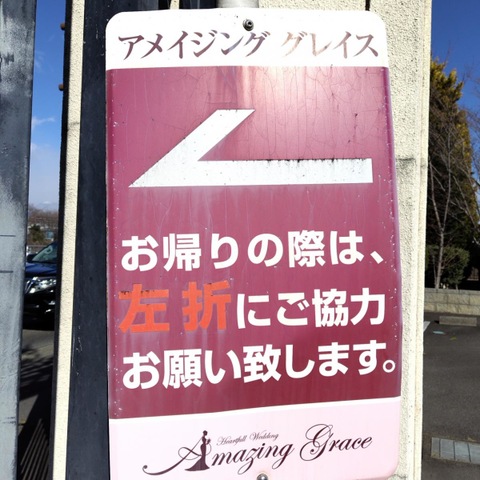 アメイジング グレイス
お帰りの際は、
左折にご協力
お願い致します。
Heartfull Wedding
Amazing Grace